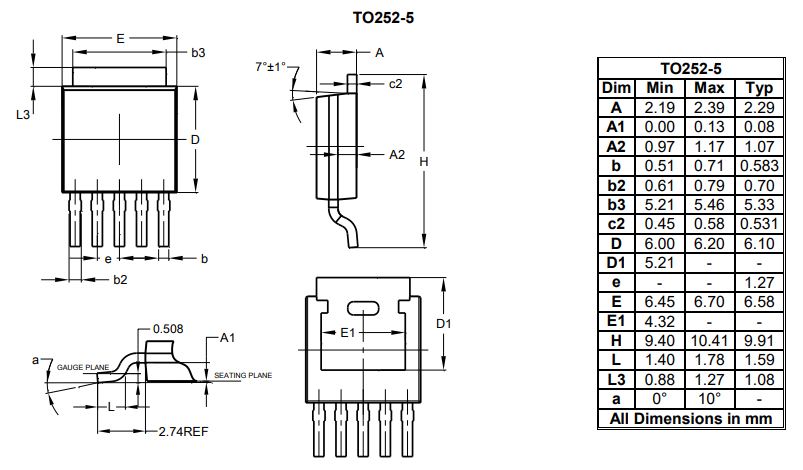 TO252-5
E
b3
L3
D
e
b
b2
7°±1°
A
c2
A2
H
E1
D1
0.508
A1
a
GAUGE PLANE
SEATING PLANE
L
2.74REF
TO252-5
Dim Min Max Typ
A 2.19 2.39 2.29
A1 0.00 0.13 0.08
A2 0.97 1.17 1.07
b 0.51 0.71 0.583
b2 0.61 0.79 0.70
b3 5.21 5.46 5.33
c2 0.45 0.58 0.531
D 6.00 6.20 6.10
D1 5.21 - -
e - - 1.27
E 6.45 6.70 6.58
E1 4.32 - -
H 9.40 10.41 9.91
L 1.40 1.78 1.59
L3 0.88 1.27 1.08
a 0° 10° -
All Dimensions in mm